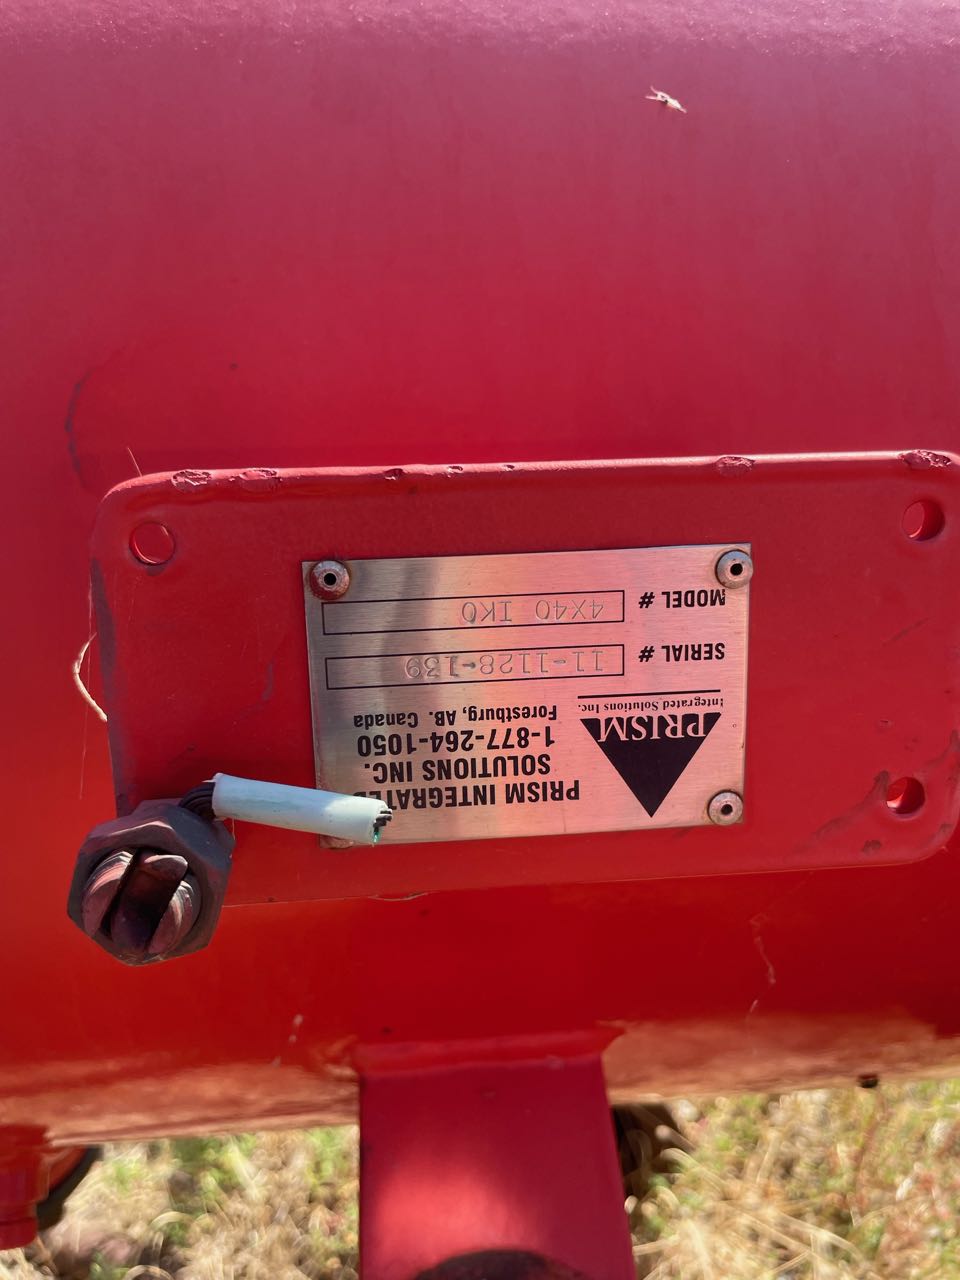 PRISM
Integrated Solutions Inc.
PRISM INTEGRATED
SOLUTIONS INC.
1-877-264-1050
Forestburg, AB. Canada
SERIAL # 11-1128-139
MODEL # 4X40 IKO